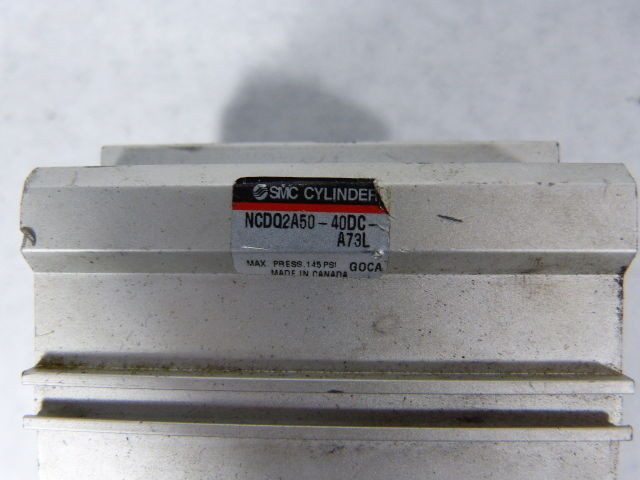 SMC CYLINDER
NCDQ2A50-40DC-
A73L
MAX. PRESS. 145 PSI GOCA
MADE IN CANADA